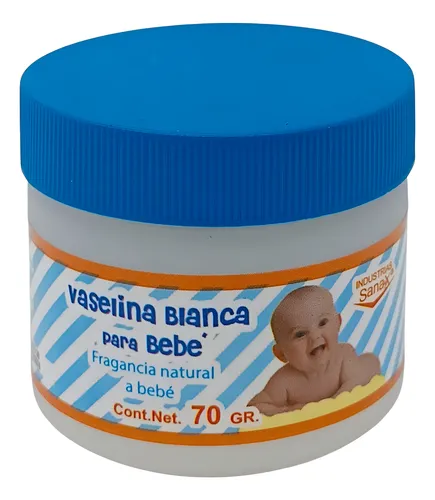 Vaselina Blanca
para Bebe
Fragancia natural
a bebé
Cont.Net. 70 GR.
INDUSTRIAS
Sanax